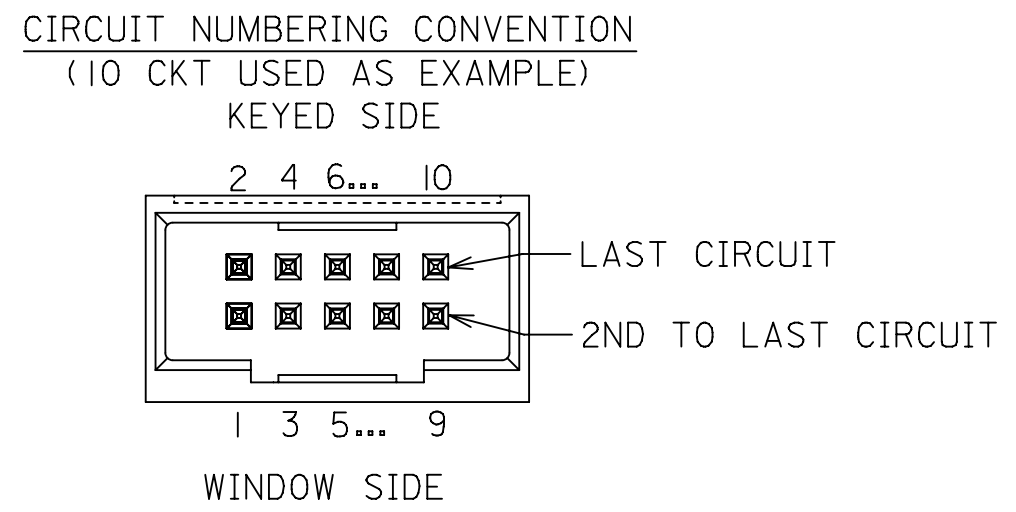 CIRCUIT NUMBERING CONVENTION
(10 CKT USED AS EXAMPLE)
KEYED SIDE
2 4 6... 10
LAST CIRCUIT
2ND TO LAST CIRCUIT
1 3 5... 9
WINDOW SIDE